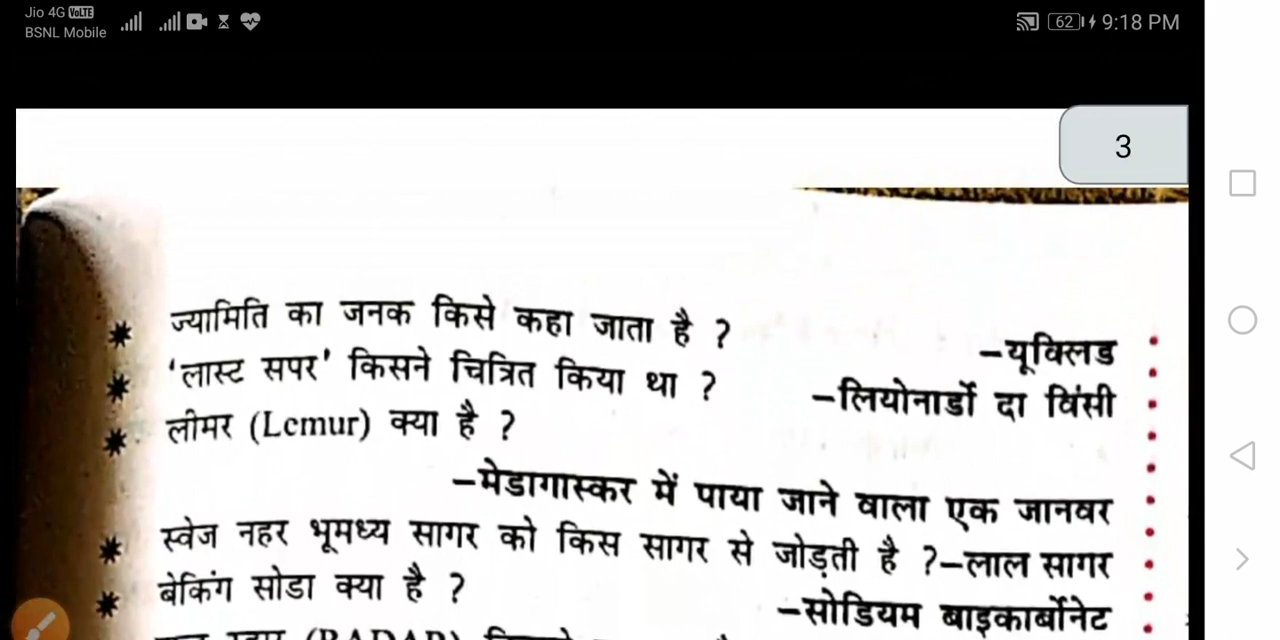 Jio 4G VoLTE
BSNL Mobile
62
9:18 PM
3
* ज्यामिति का जनक किसे कहा जाता है ?
–यूक्लिड
* 'लास्ट सपर' किसने चित्रित किया था ?
–लियोनार्डो दा विंसी
* लीमर (Lemur) क्या है ?
–मेडागास्कर में पाया जाने वाला एक जानवर
* स्वेज नहर भूमध्य सागर को किस सागर से जोड़ती है ?–लाल सागर
* बेकिंग सोडा क्या है ?
–सोडियम बाइकार्बोनेट
(RADAR)